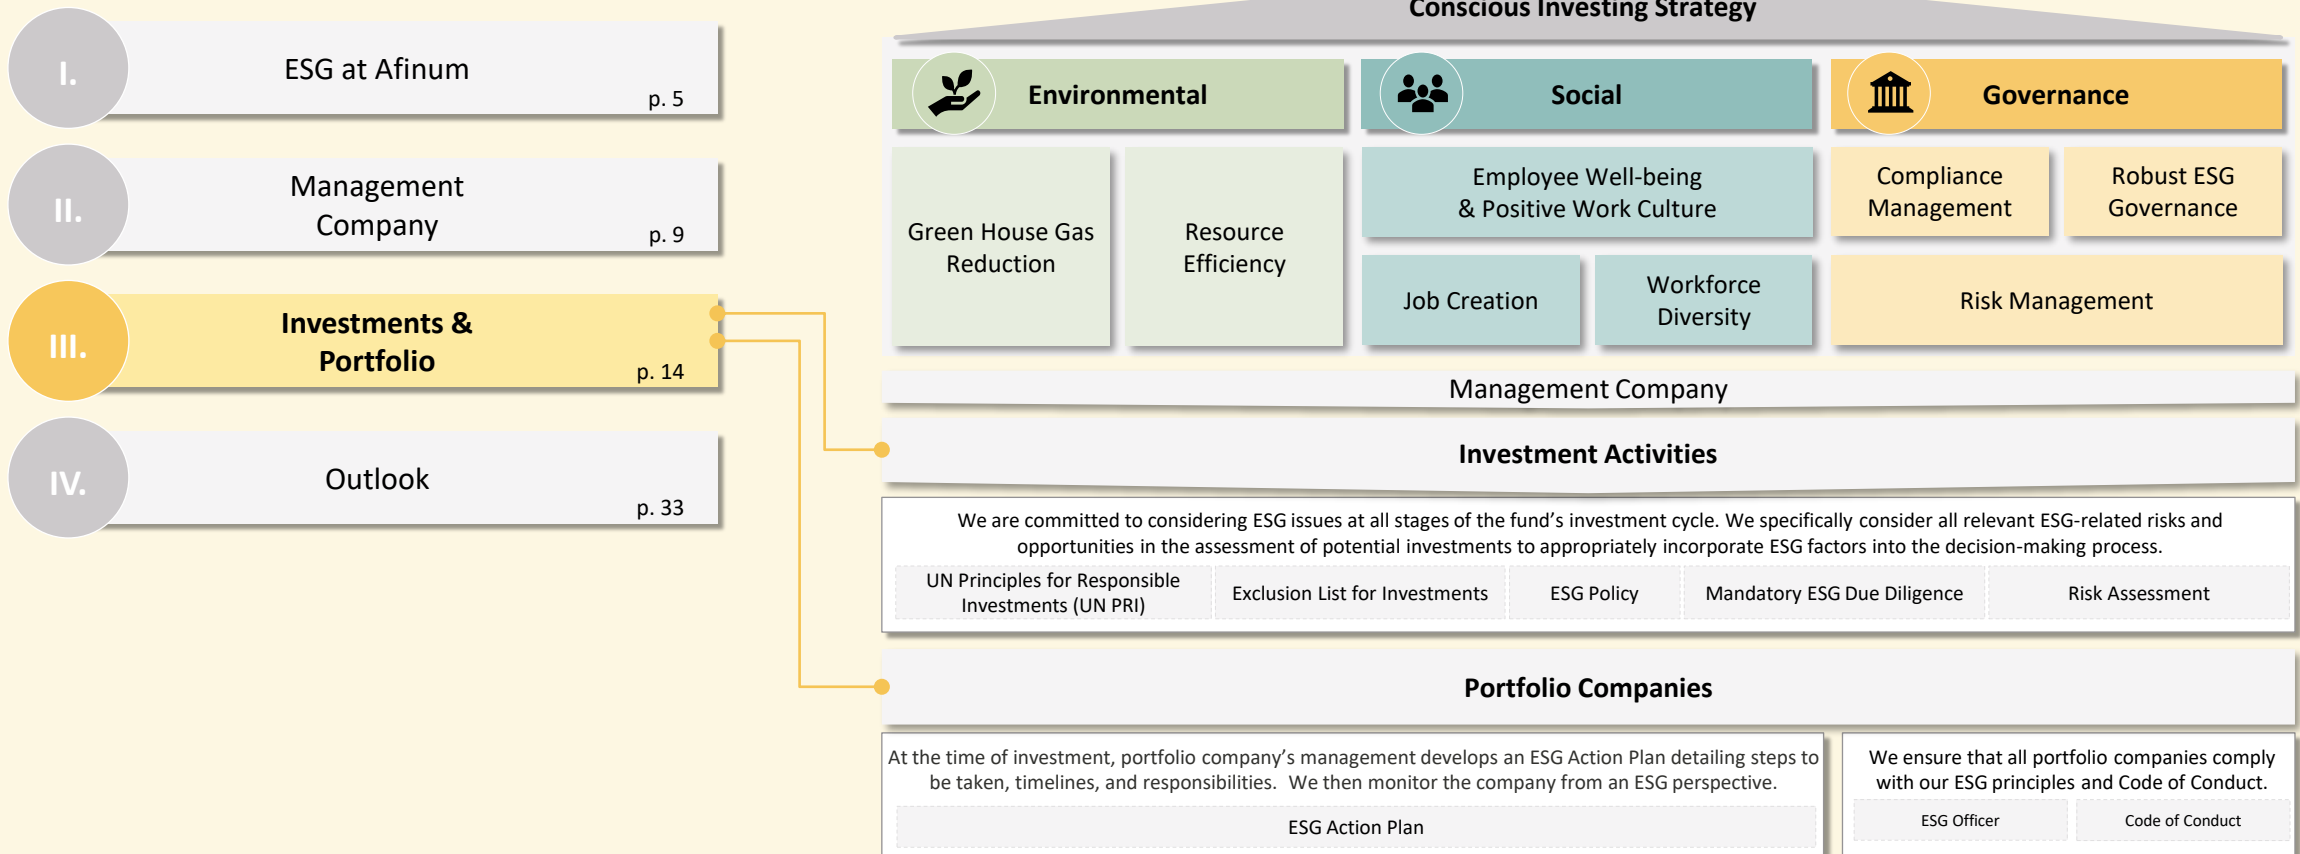 I.
ESG at Afinum
p. 5
II.
Management
Company
p. 9
III.
Investments &
Portfolio
p. 14
IV.
Outlook
p. 33
Conscious Investing Strategy
Environmental
Social
Governance
Green House Gas
Reduction
Resource
Efficiency
Employee Well-being
& Positive Work Culture
Job Creation
Workforce
Diversity
Compliance
Management
Robust ESG
Governance
Risk Management
Management Company
Investment Activities
We are committed to considering ESG issues at all stages of the fund's investment cycle. We specifically consider all relevant ESG-related risks and
opportunities in the assessment of potential investments to appropriately incorporate ESG factors into the decision-making process.
UN Principles for Responsible
Investments (UN PRI)
Exclusion List for Investments
ESG Policy
Mandatory ESG Due Diligence
Risk Assessment
Portfolio Companies
At the time of investment, portfolio company's management develops an ESG Action Plan detailing steps to
be taken, timelines, and responsibilities. We then monitor the company from an ESG perspective.
ESG Action Plan
We ensure that all portfolio companies comply
with our ESG principles and Code of Conduct.
ESG Officer
Code of Conduct